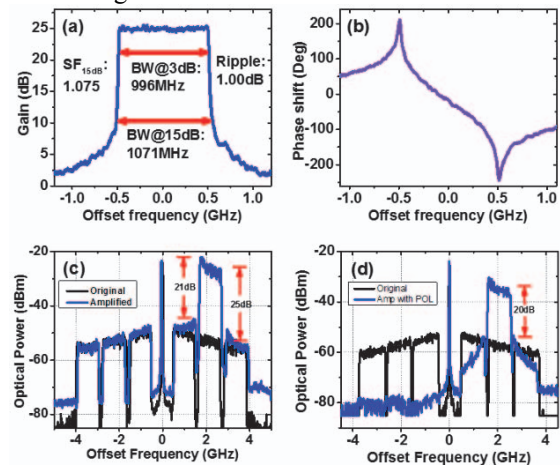 (a)
SF15dB:
1.075
BW@3dB:
996MHz
Ripple:
1.00dB
BW@15dB:
1071MHz
Gain (dB)
25
20
15
10
5
0
-1.0 -0.5 0.0 0.5 1.0
Offset frequency (GHz)
(b)
Phase shift (Deg)
200
100
0
-100
-200
-1.0 -0.5 0.0 0.5 1.0
Offset frequency (GHz)
(c)
Original
Amplified
21dB
25dB
Optical Power (dBm)
-20
-40
-60
-80
-4 -2 0 2 4
Offset Frequency (GHz)
(d)
Original
Amp with POL
20dB
Optical Power (dBm)
-20
-40
-60
-80
-4 -2 0 2 4
Offset Frequency (GHz)